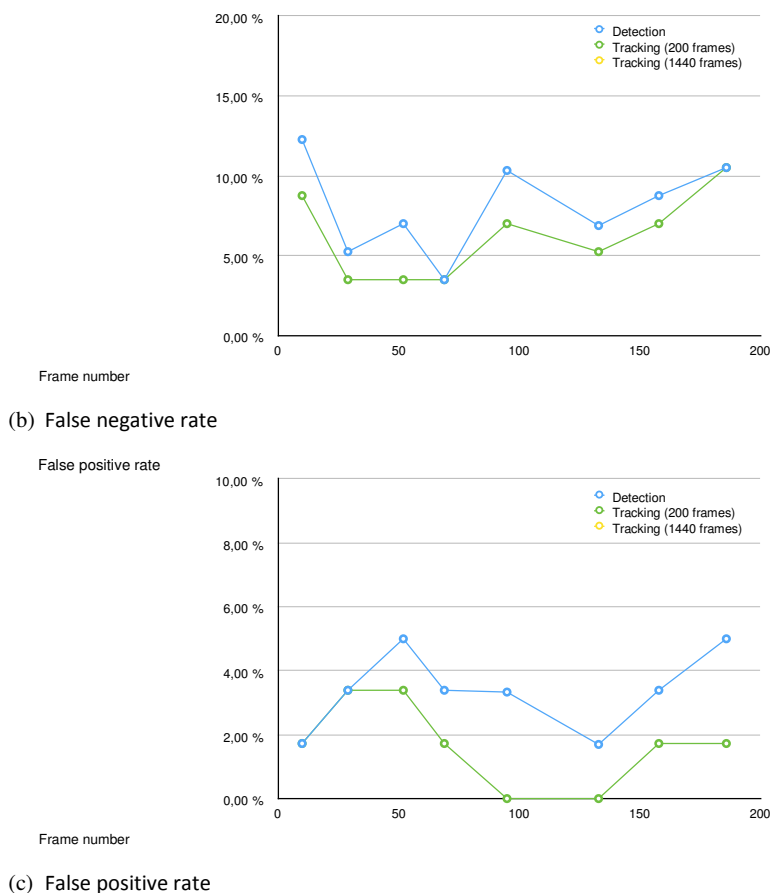 20,00 %
Detection
Tracking (200 frames)
Tracking (1440 frames)
15,00 %
10,00 %
5,00 %
0,00 %
0 50 100 150 200
Frame number
(b) False negative rate
False positive rate
10,00 %
Detection
Tracking (200 frames)
Tracking (1440 frames)
8,00 %
6,00 %
4,00 %
2,00 %
0,00 %
0 50 100 150 200
Frame number
(c) False positive rate